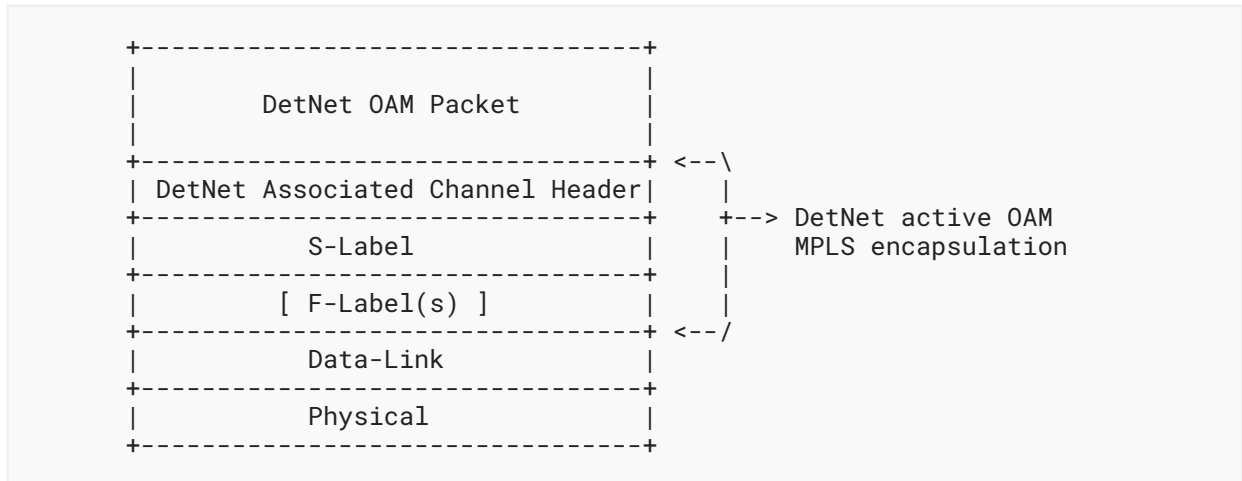 +---------------------------------+
|                                 |
|        DetNet OAM Packet        |
|                                 |
+---------------------------------+ <--\
| DetNet Associated Channel Header|    |
+---------------------------------+    +--> DetNet active OAM
|           S-Label               |    |    MPLS encapsulation
+---------------------------------+    |
|         [ F-Label(s) ]          |    |
+---------------------------------+ <--/
|           Data-Link             |
+---------------------------------+
|           Physical              |
+---------------------------------+